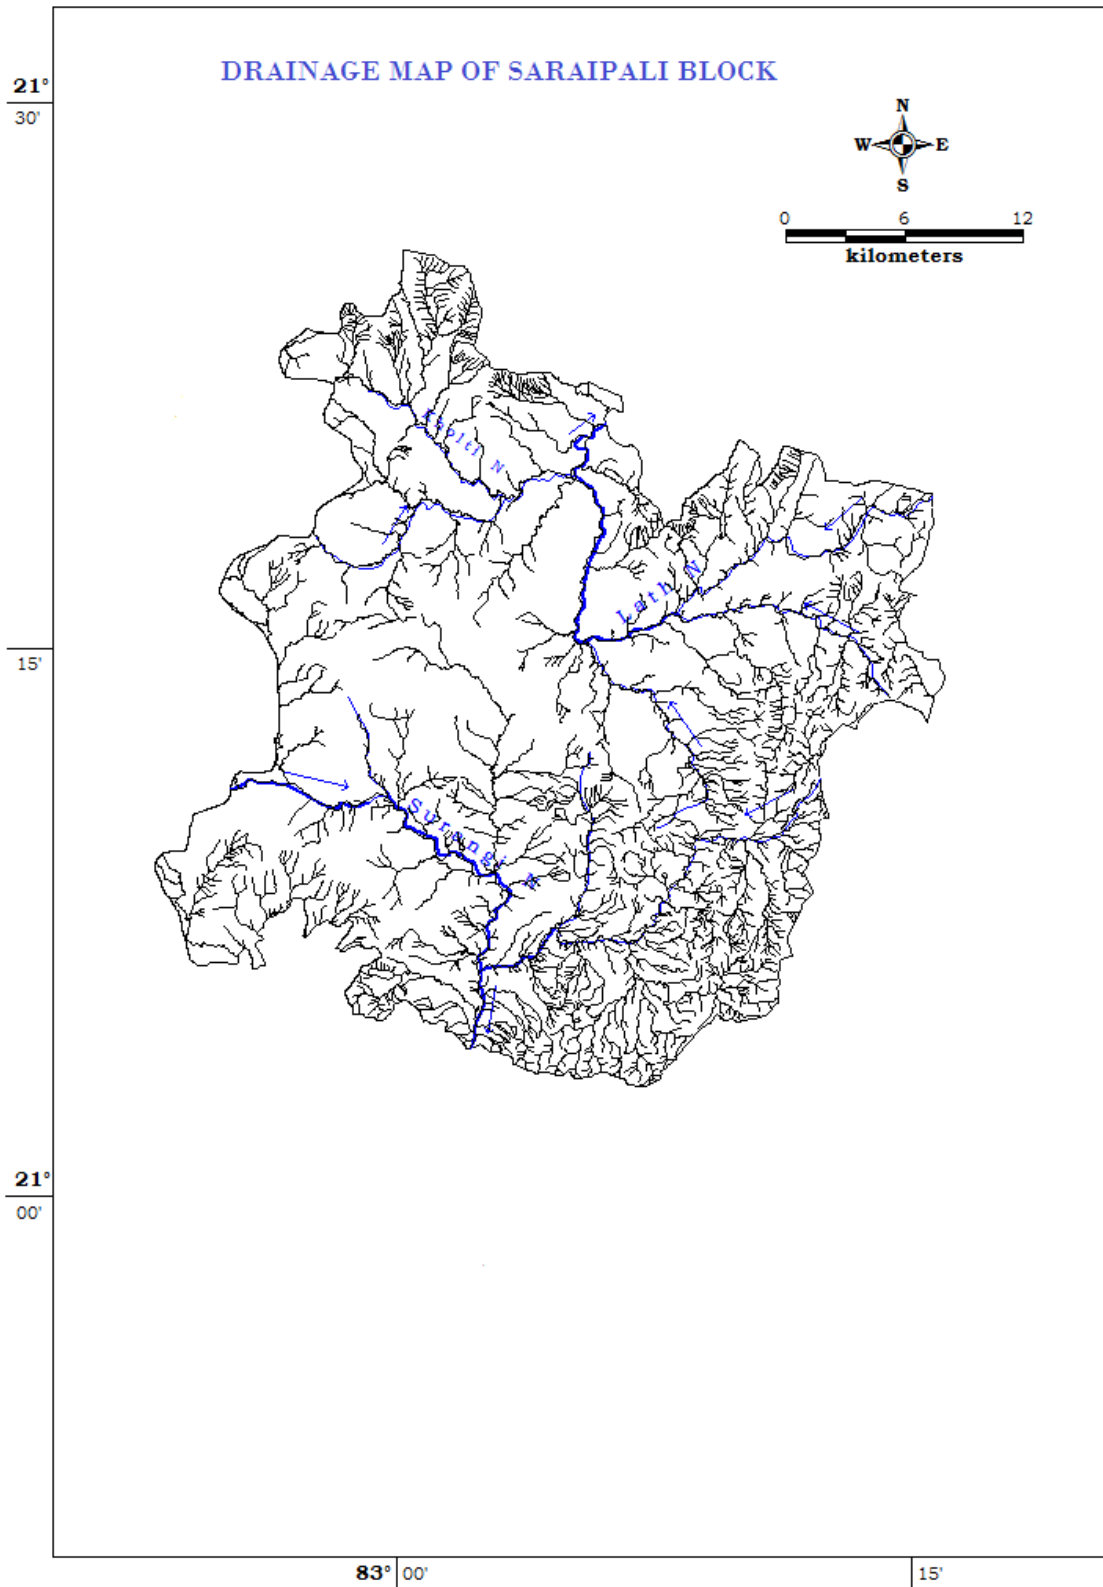 DRAINAGE MAP OF SARAIPALI BLOCK
21°
30'
N
W E
S
0 6 12
kilometers
Kholti N
Lath N
15'
Surangi N
21°
00'
83° 00' 15'